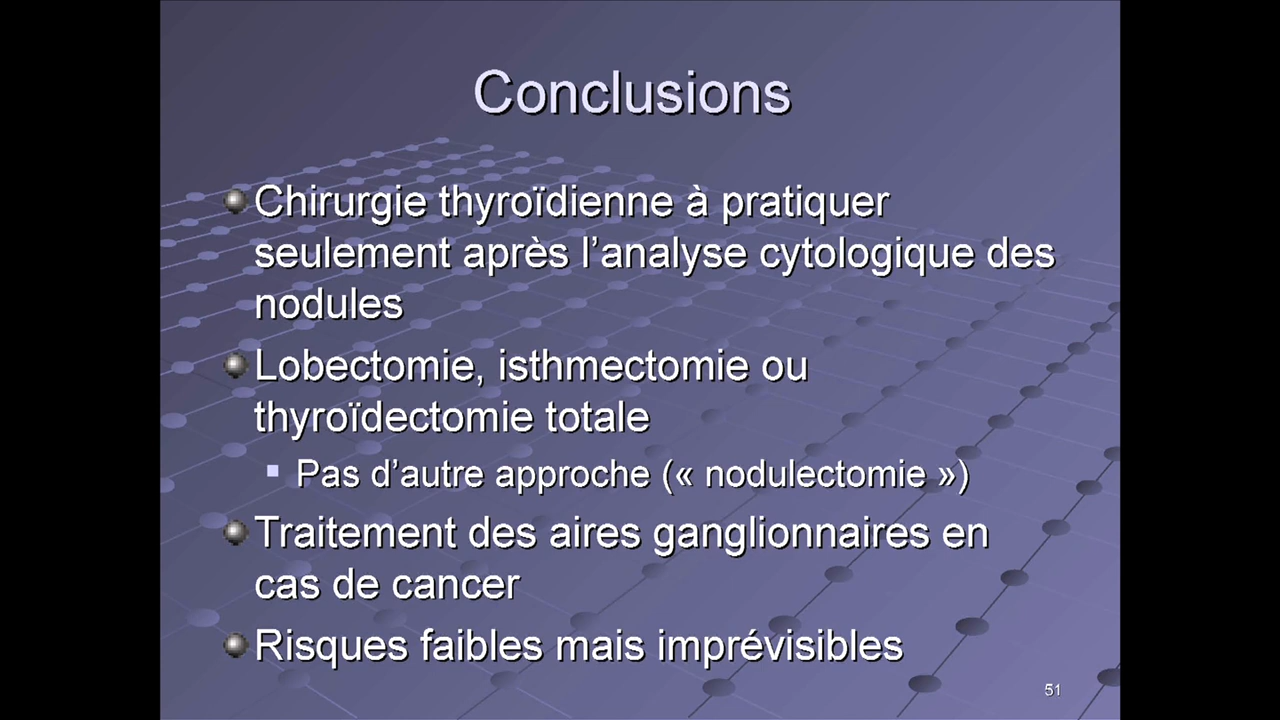 Conclusions
Chirurgie thyroïdienne à pratiquer
seulement après l’analyse cytologique des
nodules
Lobectomie, isthmectomie ou
thyroïdectomie totale
Pas d’autre approche (« nodulectomie »)
Traitement des aires ganglionnaires en
cas de cancer
Risques faibles mais imprévisibles
51